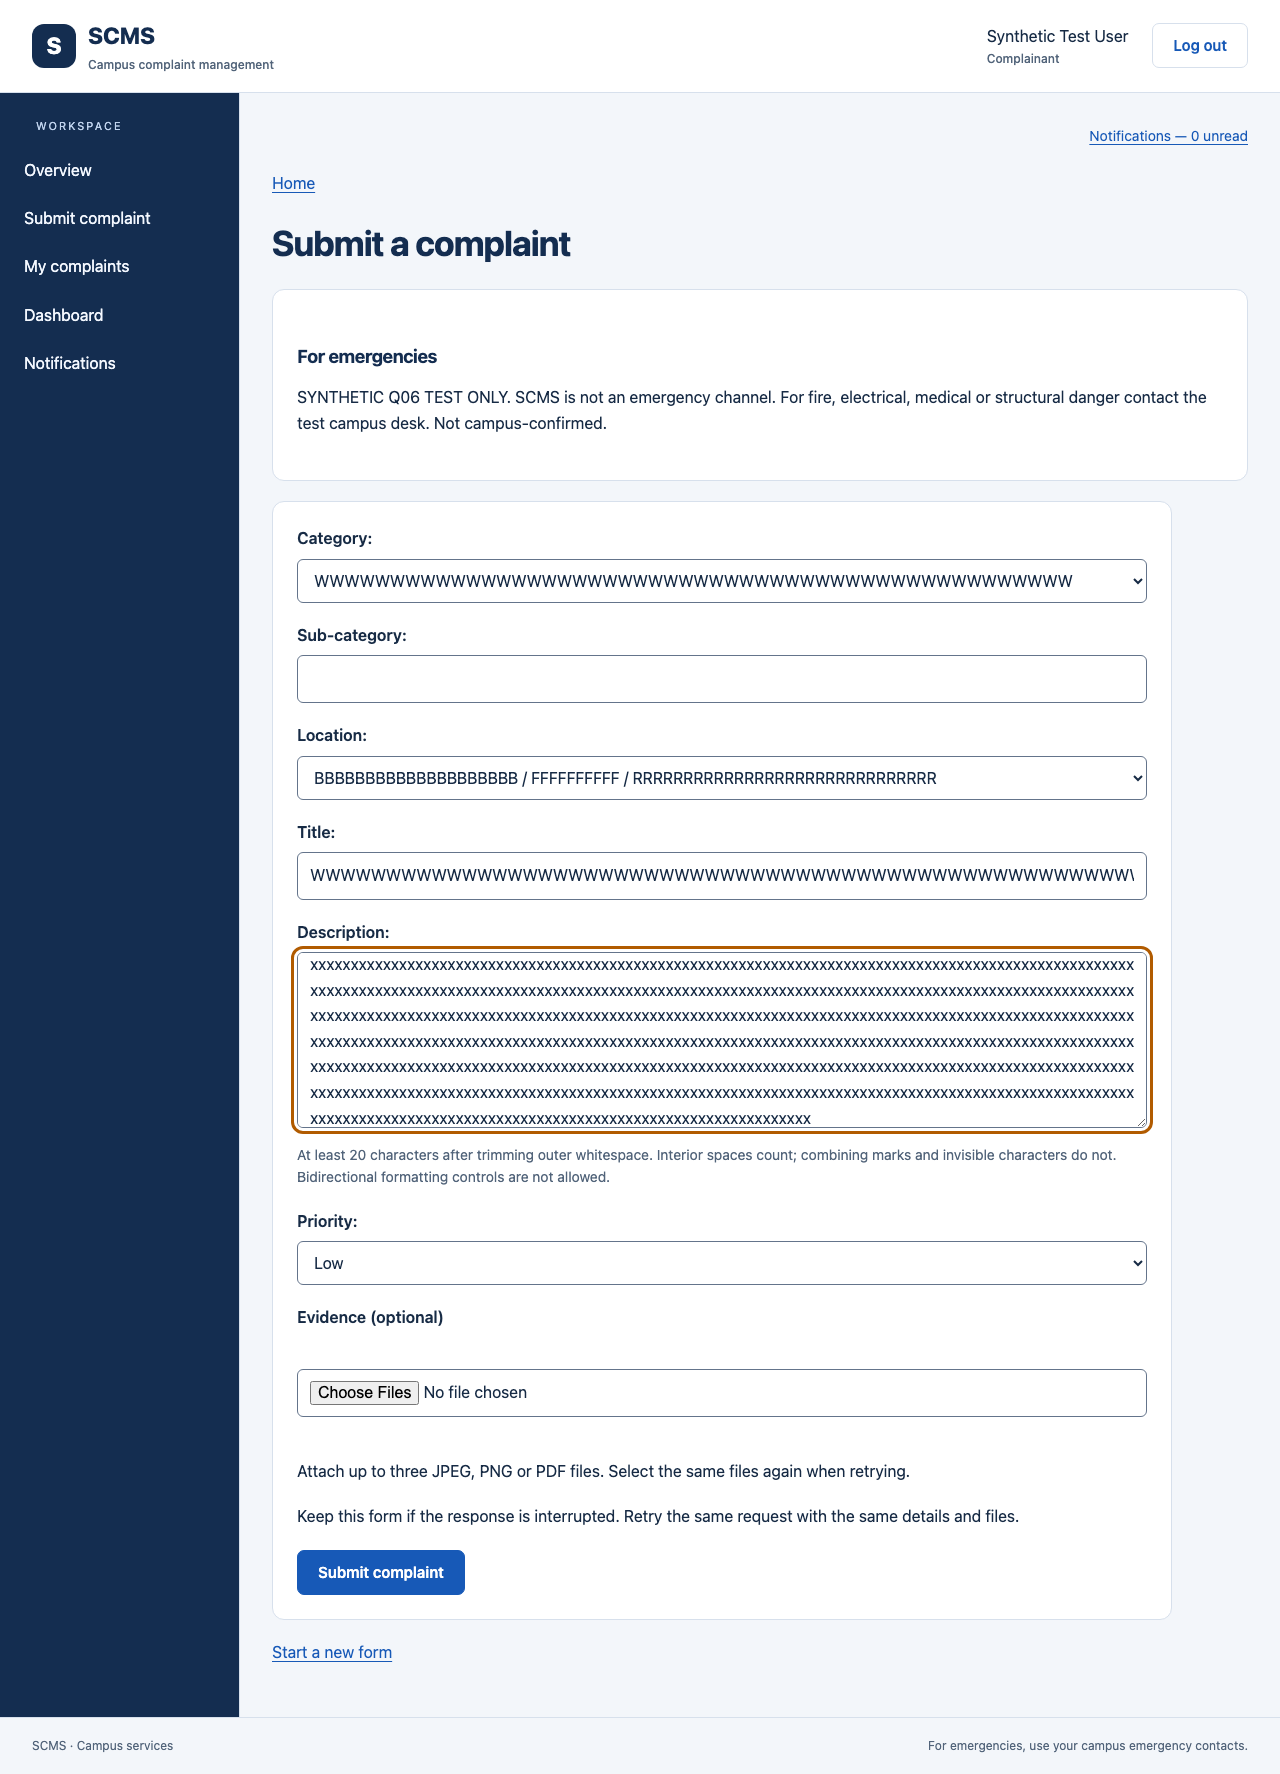 S
SCMS
Campus complaint management
Synthetic Test User
Complainant
Log out
WORKSPACE
Overview
Submit complaint
My complaints
Dashboard
Notifications
Notifications — 0 unread
Home
Submit a complaint
For emergencies
SYNTHETIC Q06 TEST ONLY. SCMS is not an emergency channel. For fire, electrical, medical or structural danger contact the
test campus desk. Not campus-confirmed.
Category:
Sub-category:
Location:
BBBBBBBBBBBBBBBBBBBB / FFFFFFFFFF / RRRRRRRRRRRRRRRRRRRRRRRRRRRRRR
Title:
Description:
At least 20 characters after trimming outer whitespace. Interior spaces count; combining marks and invisible characters do not.
Bidirectional formatting controls are not allowed.
Priority:
Low
Evidence (optional)
Choose Files No file chosen
Attach up to three JPEG, PNG or PDF files. Select the same files again when retrying.
Keep this form if the response is interrupted. Retry the same request with the same details and files.
Submit complaint
Start a new form
SCMS · Campus services
For emergencies, use your campus emergency contacts.